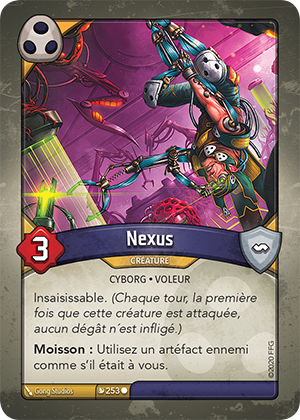 Nexus
CRÉATURE
3
CYBORG • VOLEUR
Insaisissable. (Chaque tour, la première
fois que cette créature est attaquée,
aucun dégât n'est infligé.)
Moisson : Utilisez un artéfact ennemi
comme s'il était à vous.
Gong Studios
253
©2020 FFG